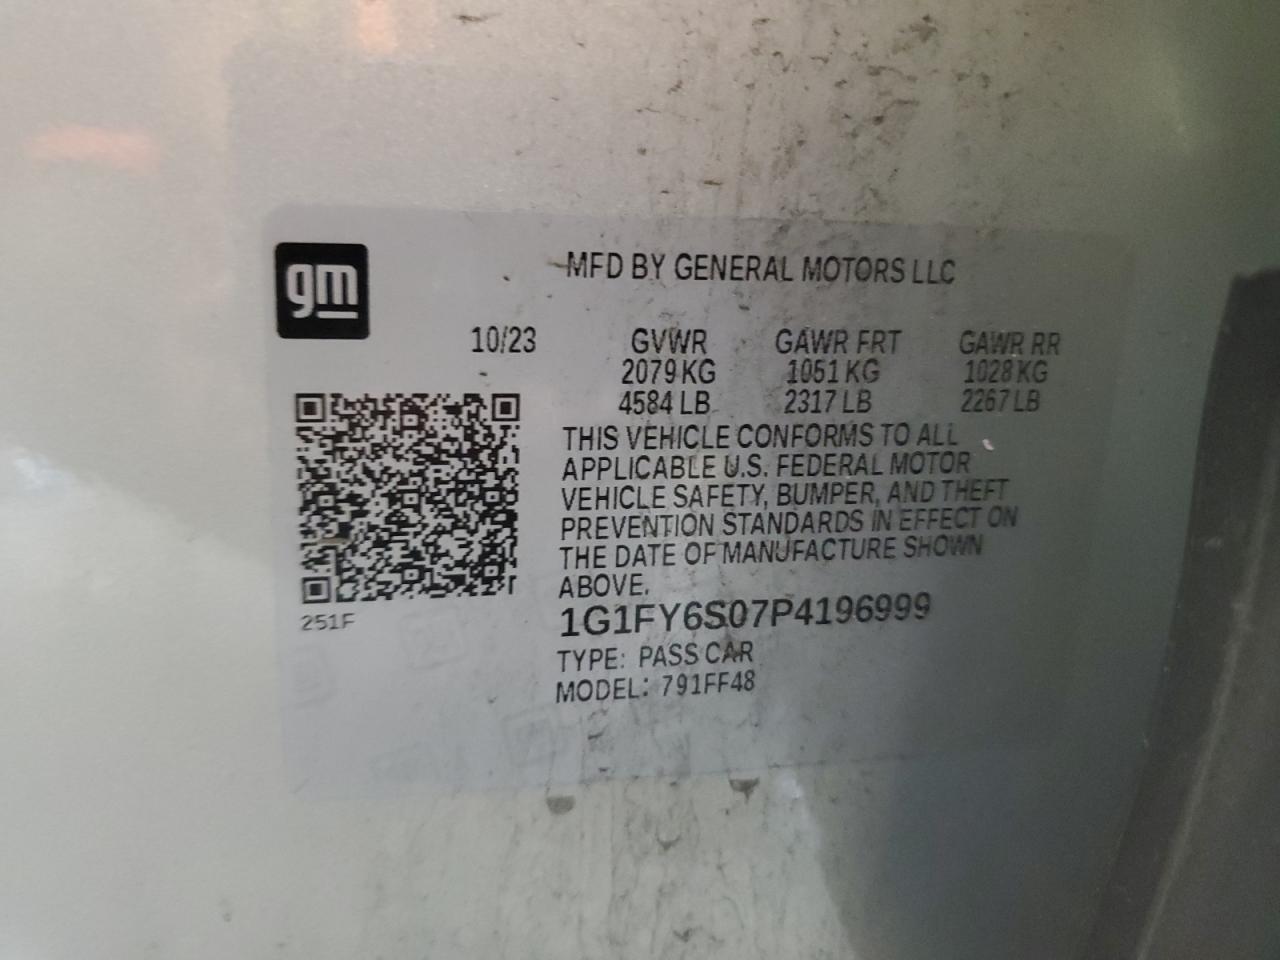 gm
MFD BY GENERAL MOTORS LLC
10/23 GVWR GAWR FRT GAWR RR
2079 KG 1051 KG 1028 KG
4584 LB 2317 LB 2267 LB
THIS VEHICLE CONFORMS TO ALL
APPLICABLE U.S. FEDERAL MOTOR
VEHICLE SAFETY, BUMPER, AND THEFT
PREVENTION STANDARDS IN EFFECT ON
THE DATE OF MANUFACTURE SHOWN
ABOVE.
251F
1G1FY6S07P4196999
TYPE: PASS CAR
MODEL: 791FF48